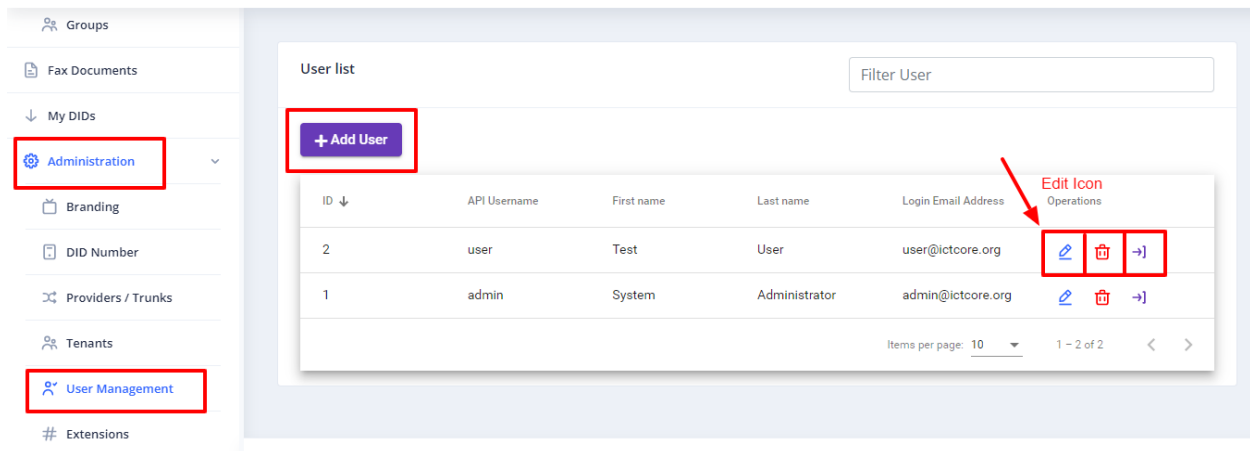 Groups
Fax Documents
My DIDs
Administration
Branding
DID Number
Providers / Trunks
Tenants
User Management
Extensions
User list
Filter User
+ Add User
Edit Icon
ID API Username First name Last name Login Email Address Operations
2 user Test User user@ictcore.org
1 admin System Administrator admin@ictcore.org
Items per page: 10 1 – 2 of 2